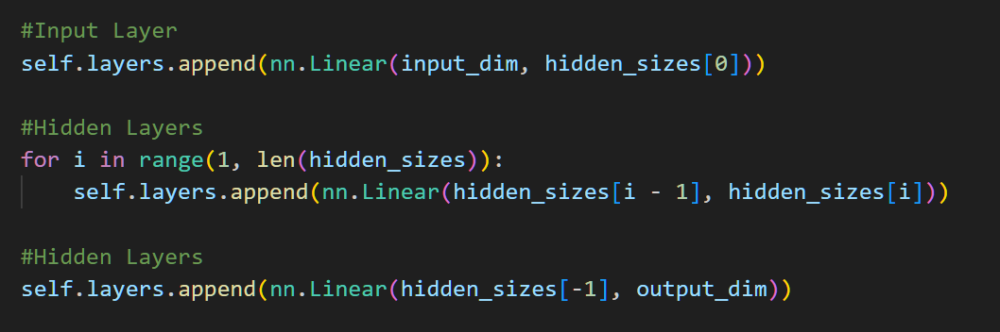 #Input Layer
self.layers.append(nn.Linear(input_dim, hidden_sizes[0]))
#Hidden Layers
for i in range(1, len(hidden_sizes)):
    self.layers.append(nn.Linear(hidden_sizes[i - 1], hidden_sizes[i]))
#Hidden Layers
self.layers.append(nn.Linear(hidden_sizes[-1], output_dim))